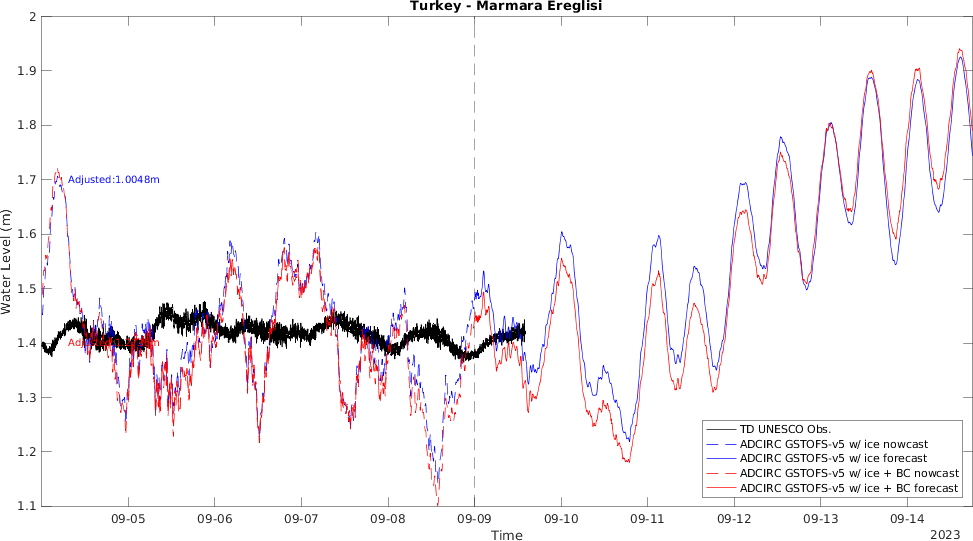 Turkey - Marmara Ereglisi
2
1.9
1.8
1.7
1.6
1.5
1.4
1.3
1.2
1.1
Water Level (m)
Adjusted:1.0048m
TD UNESCO Obs.
ADCIRC GSTOFS-v5 w/ ice nowcast
ADCIRC GSTOFS-v5 w/ ice forecast
ADCIRC GSTOFS-v5 w/ ice + BC nowcast
ADCIRC GSTOFS-v5 w/ ice + BC forecast
09-05 09-06 09-07 09-08 09-09 09-10 09-11 09-12 09-13 09-14
Time
2023